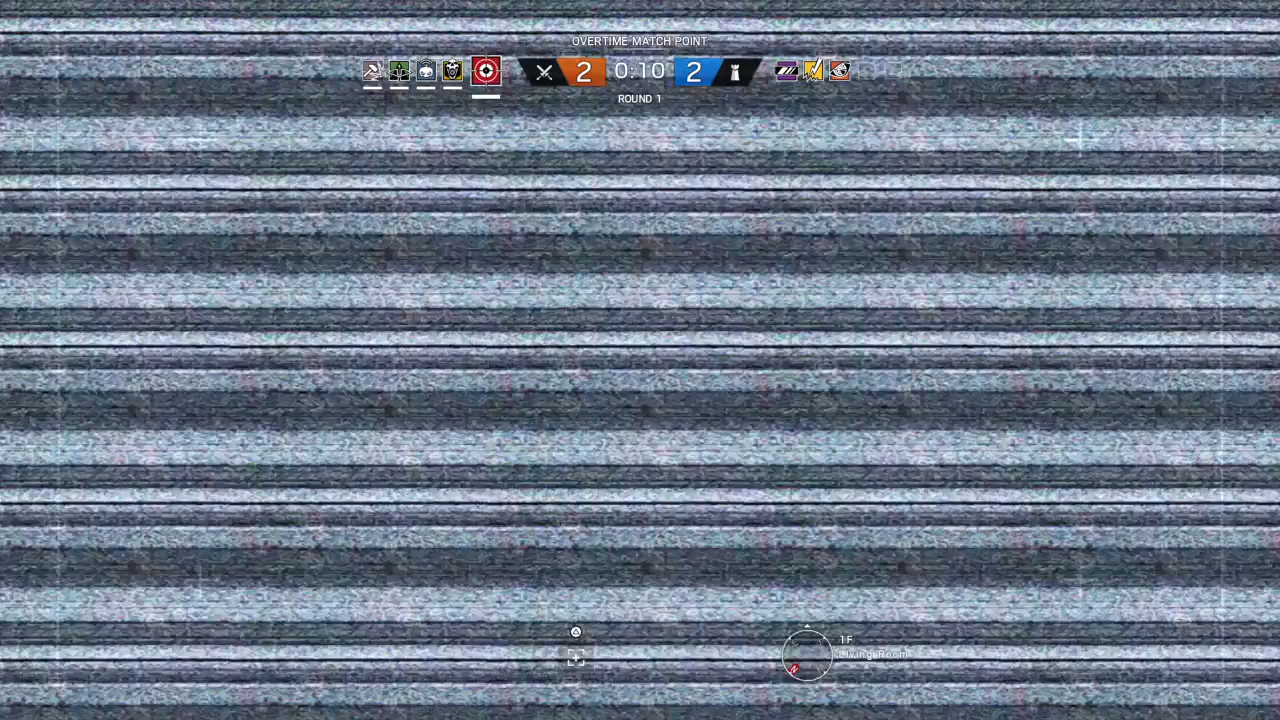 OVERTIME MATCH POINT
2 0:10 2
ROUND 1
1F
Living Room